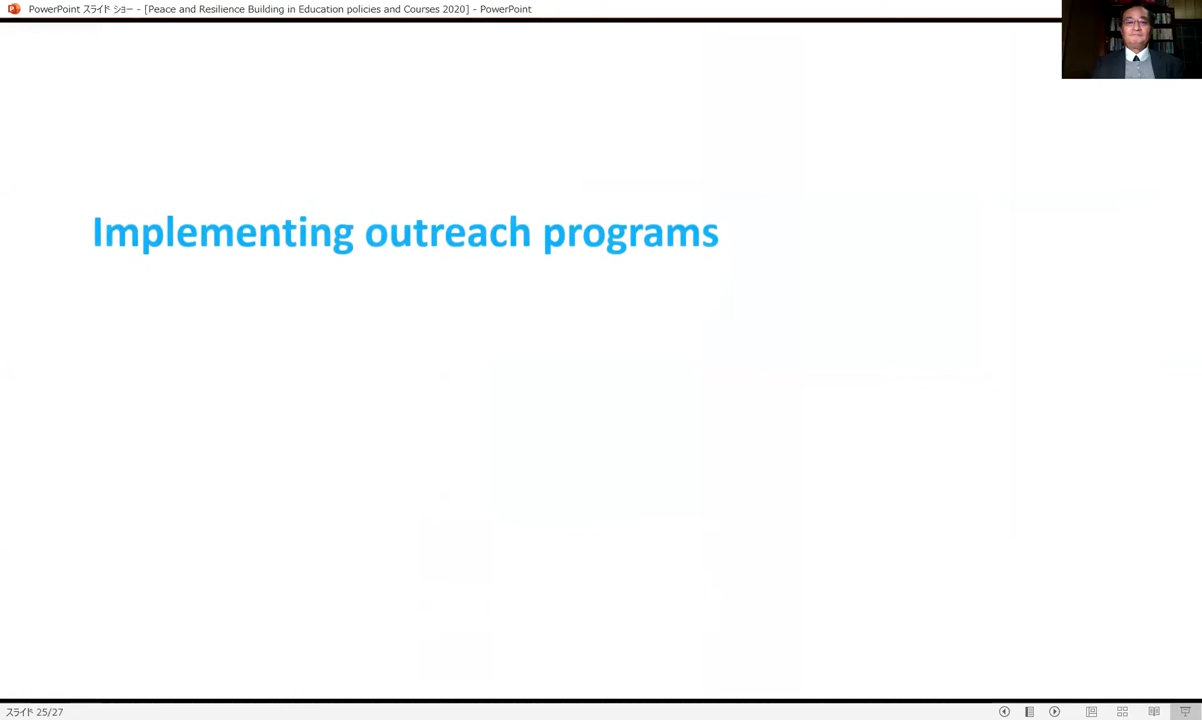 PowerPoint スライド ショー - [Peace and Resilience Building in Education policies and Courses 2020] - PowerPoint
Implementing outreach programs
スライド 25/27